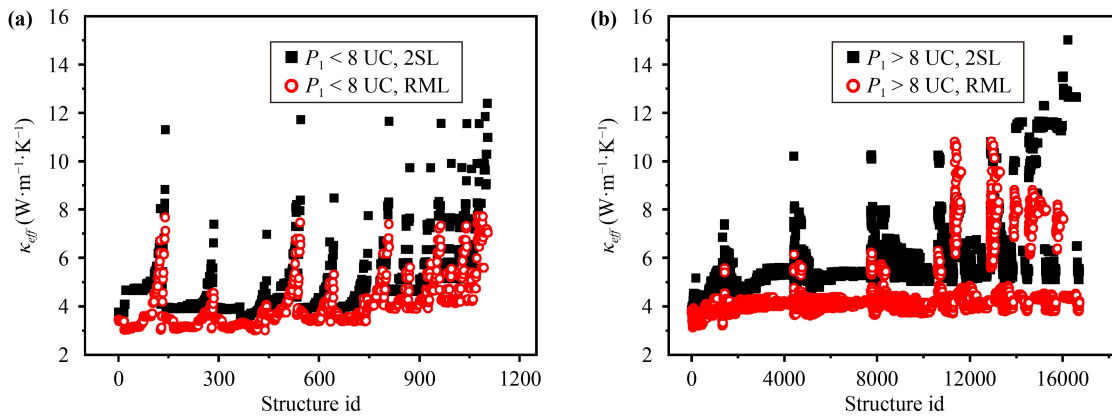 (a)
16
14
12
10
8
6
4
2
κeff (W·m⁻¹·K⁻¹)
P₁ < 8 UC, 2SL
P₁ < 8 UC, RML
0 300 600 900 1200
Structure id
(b)
16
14
12
10
8
6
4
2
κeff (W·m⁻¹·K⁻¹)
P₁ > 8 UC, 2SL
P₁ > 8 UC, RML
0 4000 8000 12000 16000
Structure id